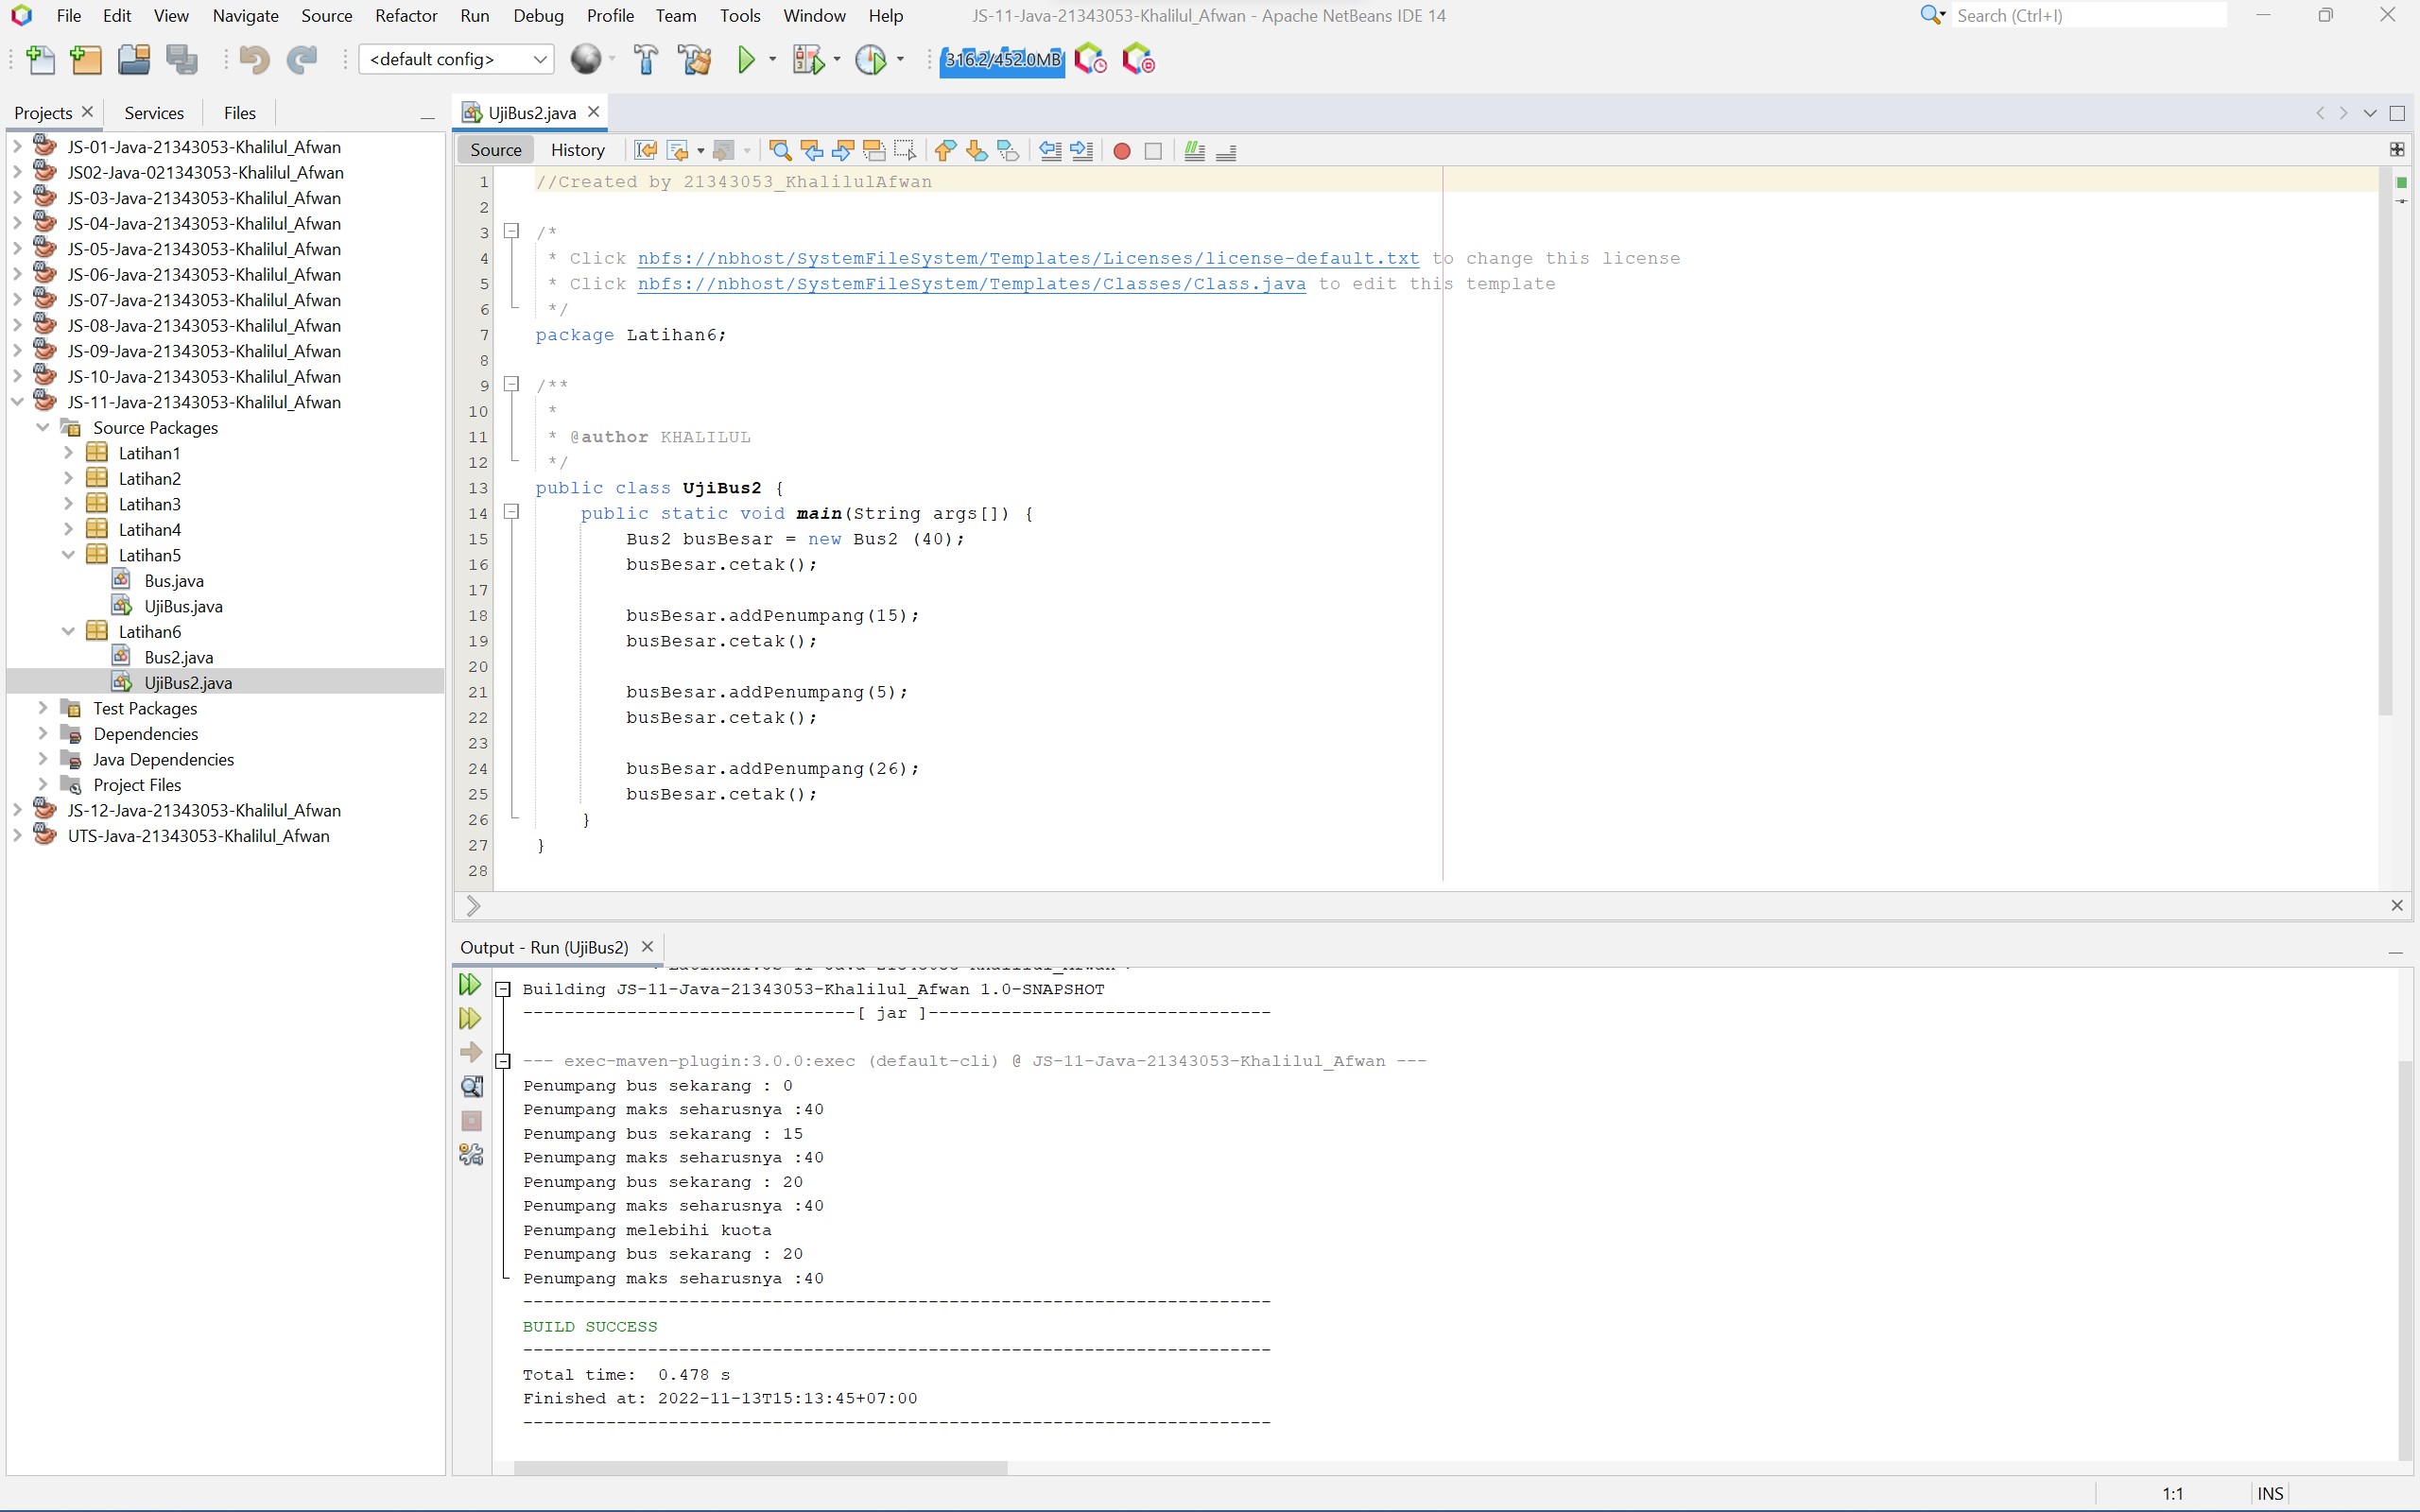 File Edit View Navigate Source Refactor Run Debug Profile Team Tools Window Help JS-11-Java-21343053-Khalilul_Afwan - Apache NetBeans IDE 14 Search (Ctrl+I)
<default config> 316.2/452.0MB
Projects Services Files
JS-01-Java-21343053-Khalilul_Afwan
JS02-Java-021343053-Khalilul_Afwan
JS-03-Java-21343053-Khalilul_Afwan
JS-04-Java-21343053-Khalilul_Afwan
JS-05-Java-21343053-Khalilul_Afwan
JS-06-Java-21343053-Khalilul_Afwan
JS-07-Java-21343053-Khalilul_Afwan
JS-08-Java-21343053-Khalilul_Afwan
JS-09-Java-21343053-Khalilul_Afwan
JS-10-Java-21343053-Khalilul_Afwan
JS-11-Java-21343053-Khalilul_Afwan
Source Packages
Latihan1
Latihan2
Latihan3
Latihan4
Latihan5
Bus.java
UjiBus.java
Latihan6
Bus2.java
UjiBus2.java
Test Packages
Dependencies
Java Dependencies
Project Files
JS-12-Java-21343053-Khalilul_Afwan
UTS-Java-21343053-Khalilul_Afwan
UjiBus2.java
Source History
1 //Created by 21343053_KhalilulAfwan
2
3 /*
4 * Click nbfs://nbhost/SystemFileSystem/Templates/Licenses/license-default.txt to change this license
5 * Click nbfs://nbhost/SystemFileSystem/Templates/Classes/Class.java to edit this template
6 */
7 package Latihan6;
8
9 /**
10 *
11 * @author KHALILUL
12 */
13 public class UjiBus2 {
14 public static void main(String args[]) {
15 Bus2 busBesar = new Bus2 (40);
16 busBesar.cetak();
17
18 busBesar.addPenumpang(15);
19 busBesar.cetak();
20
21 busBesar.addPenumpang(5);
22 busBesar.cetak();
23
24 busBesar.addPenumpang(26);
25 busBesar.cetak();
26 }
27 }
28
Output - Run (UjiBus2)
Building JS-11-Java-21343053-Khalilul_Afwan 1.0-SNAPSHOT
--------------------------------[ jar ]---------------------------------
--- exec-maven-plugin:3.0.0:exec (default-cli) @ JS-11-Java-21343053-Khalilul_Afwan ---
Penumpang bus sekarang : 0
Penumpang maks seharusnya :40
Penumpang bus sekarang : 15
Penumpang maks seharusnya :40
Penumpang bus sekarang : 20
Penumpang maks seharusnya :40
Penumpang melebihi kuota
Penumpang bus sekarang : 20
Penumpang maks seharusnya :40
------------------------------------------------------------------------
BUILD SUCCESS
------------------------------------------------------------------------
Total time:  0.478 s
Finished at: 2022-11-13T15:13:45+07:00
------------------------------------------------------------------------
1:1 INS